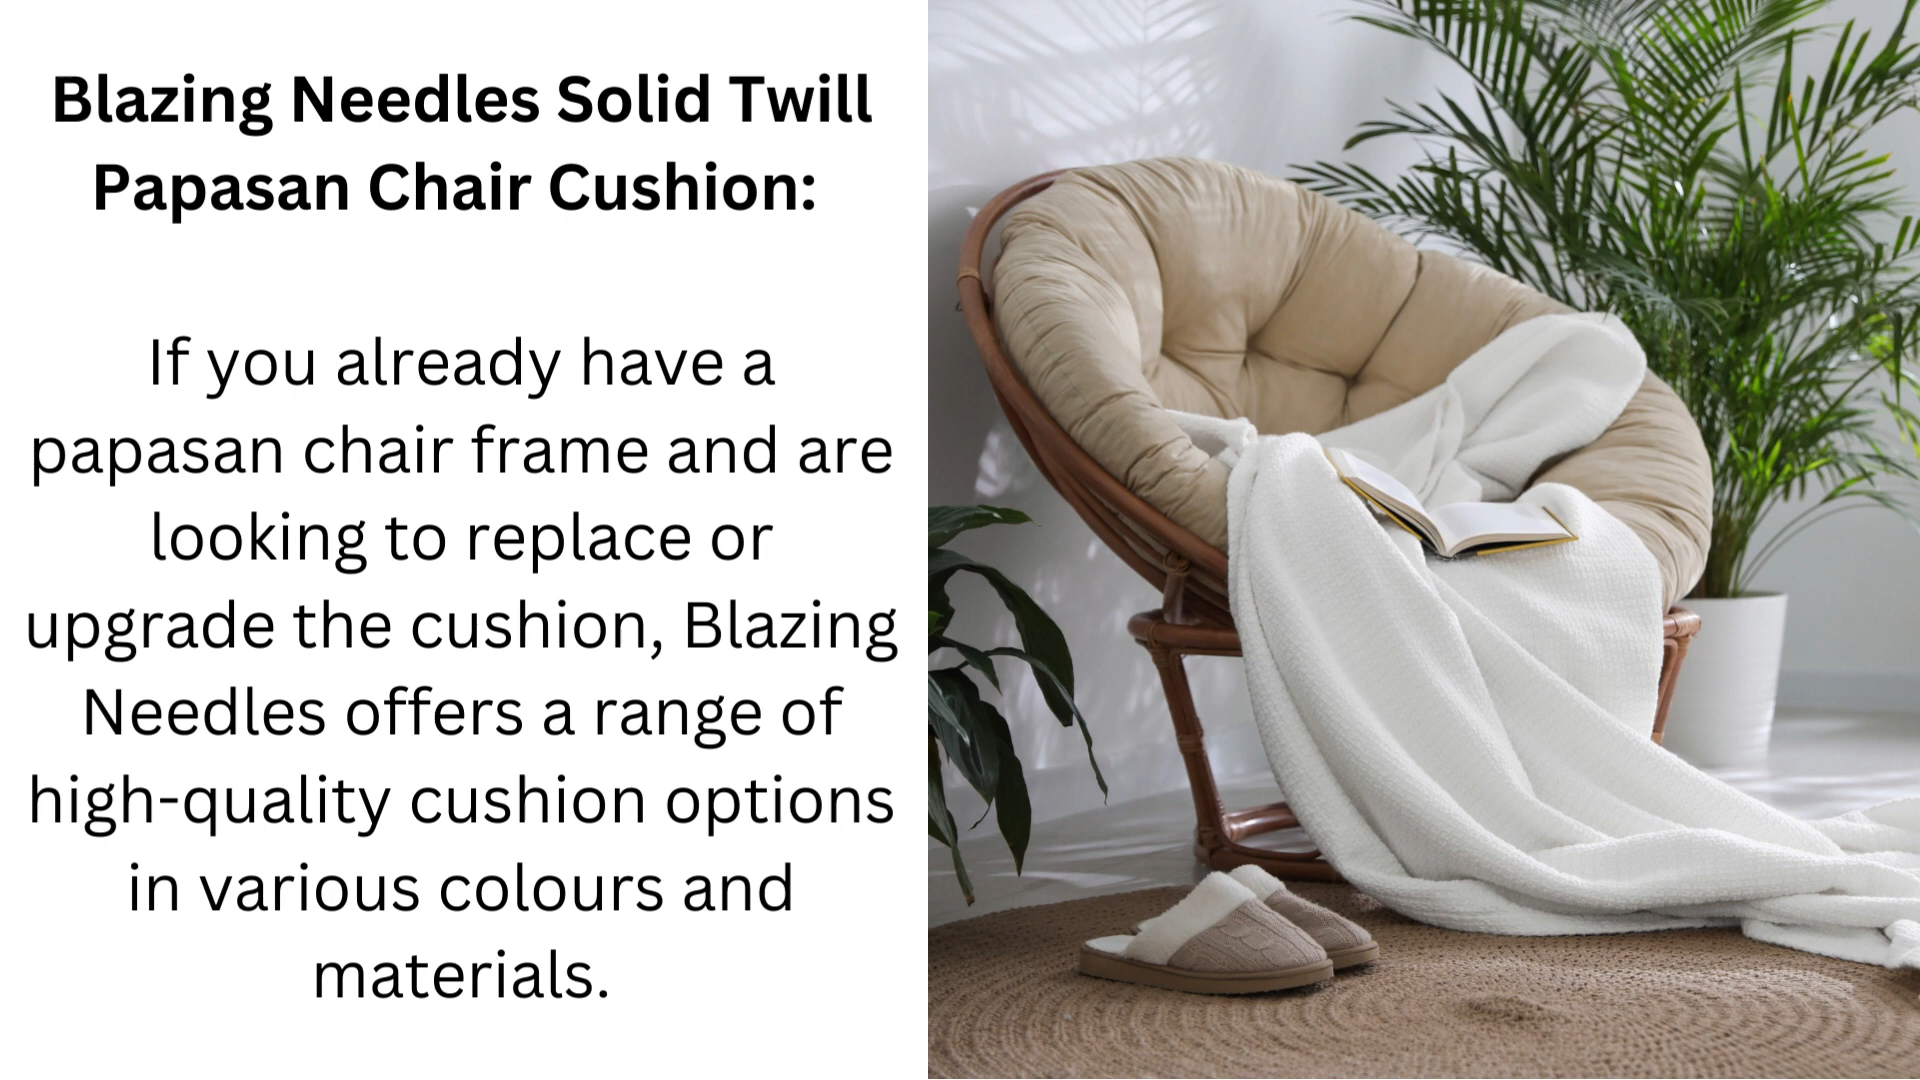 Blazing Needles Solid Twill
Papasan Chair Cushion:
If you already have a
papasan chair frame and are
looking to replace or
upgrade the cushion, Blazing
Needles offers a range of
high-quality cushion options
in various colours and
materials.